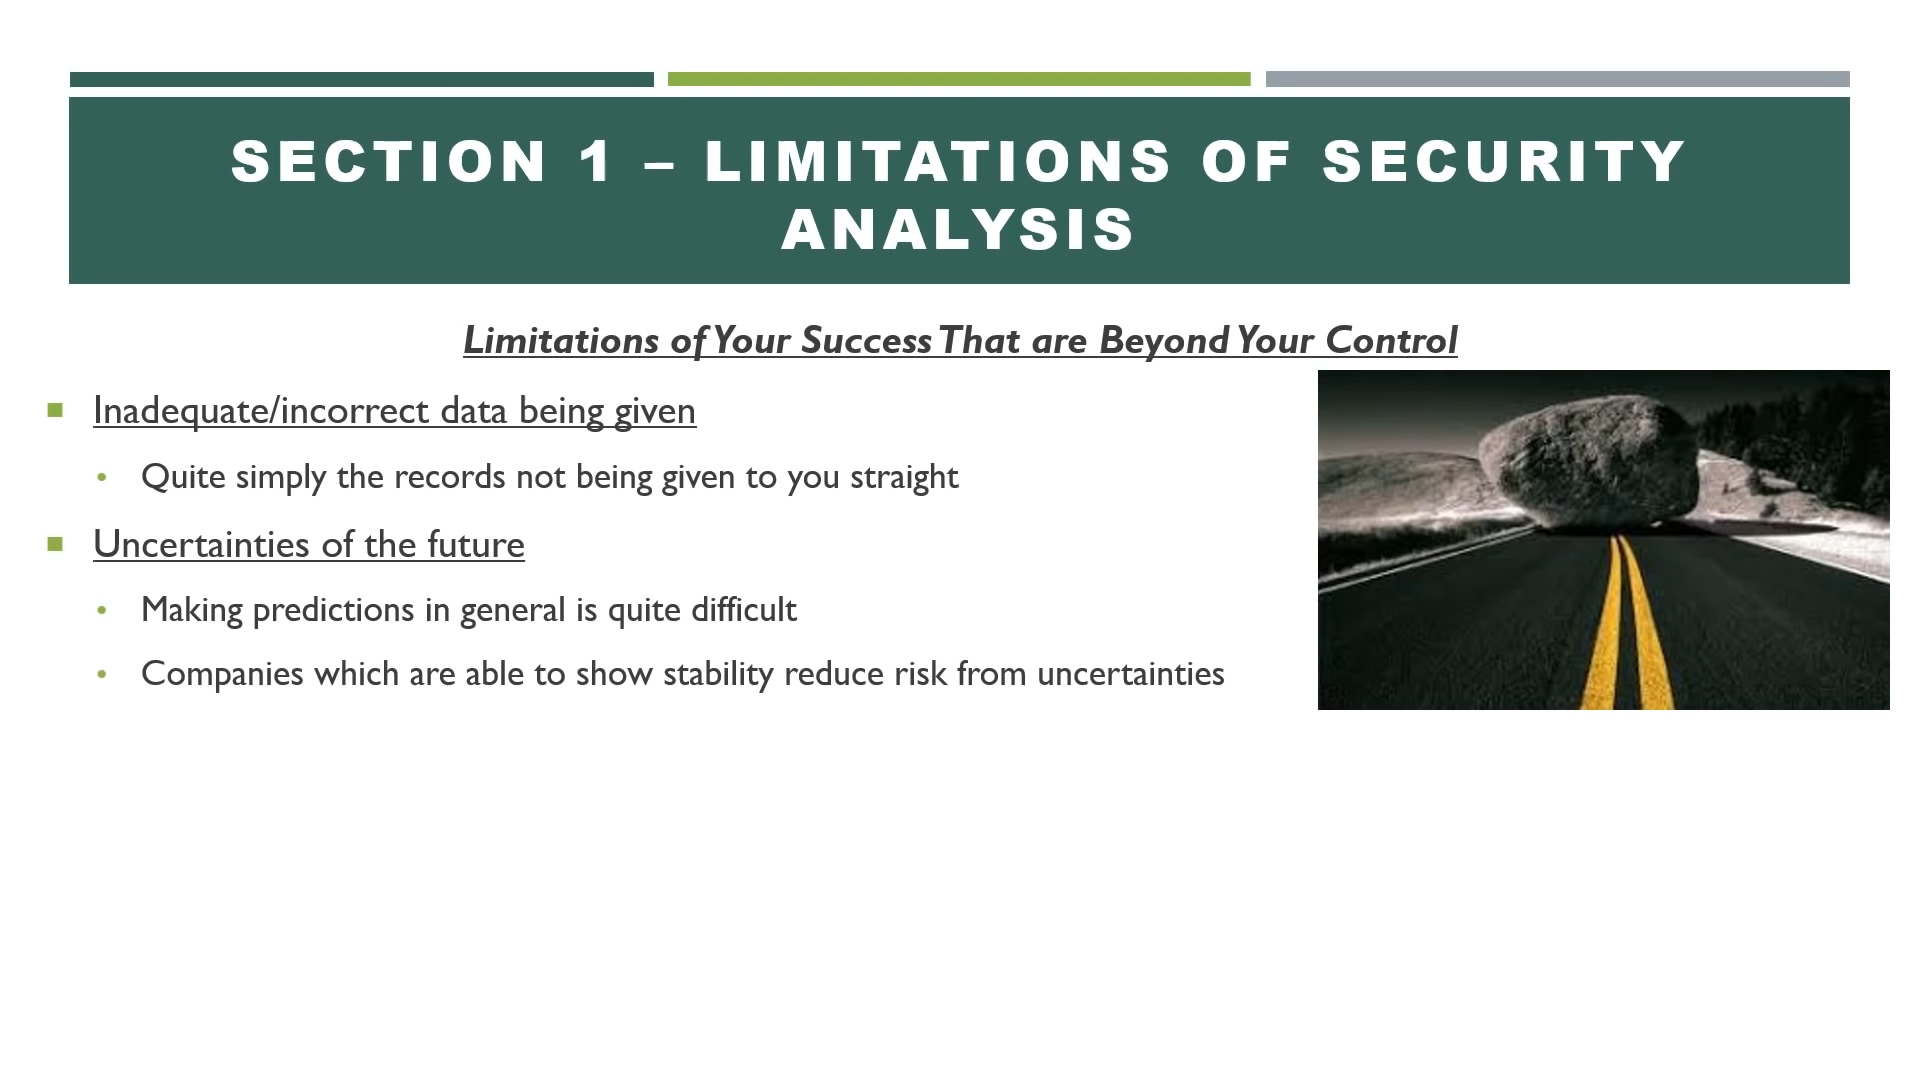 SECTION 1 – LIMITATIONS OF SECURITY
ANALYSIS
Limitations of Your Success That are Beyond Your Control
Inadequate/incorrect data being given
Quite simply the records not being given to you straight
Uncertainties of the future
Making predictions in general is quite difficult
Companies which are able to show stability reduce risk from uncertainties